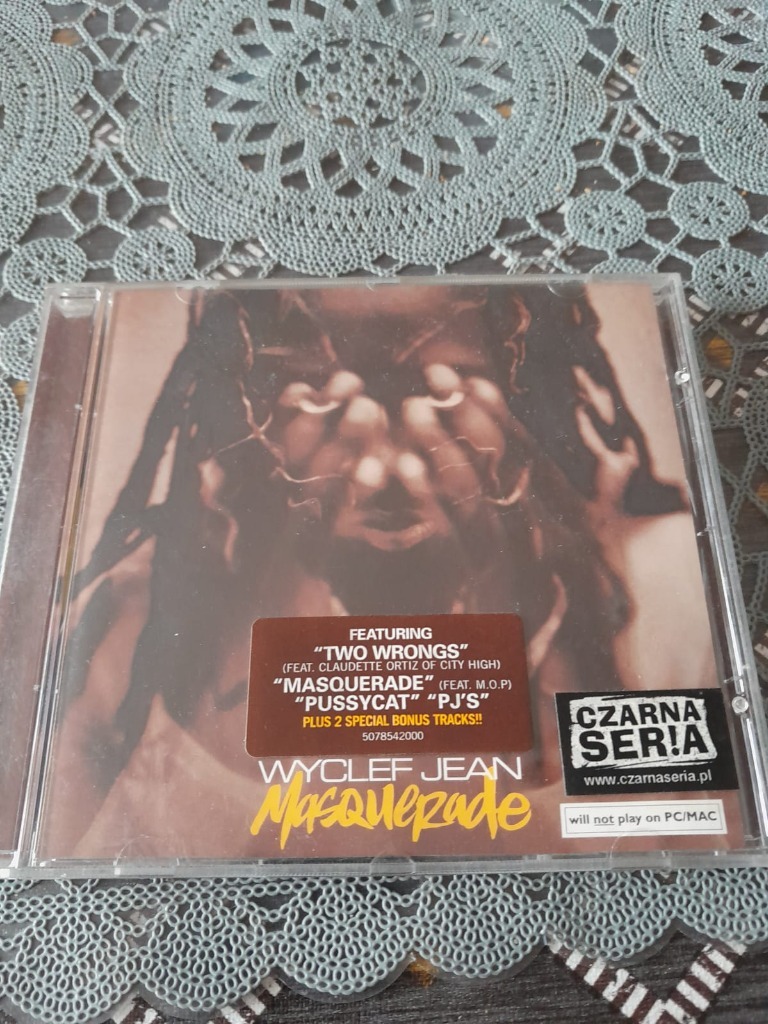 FEATURING
"TWO WRONGS"
(FEAT. CLAUDETTE ORTIZ OF CITY HIGH)
"MASQUERADE" (FEAT. M.O.P)
"PUSSYCAT" "PJ'S"
PLUS 2 SPECIAL BONUS TRACKS!!
5078542000
WYCLEF JEAN
Masquerade
CZARNA
SER!A
www.czarnaseria.pl
will not play on PC/MAC